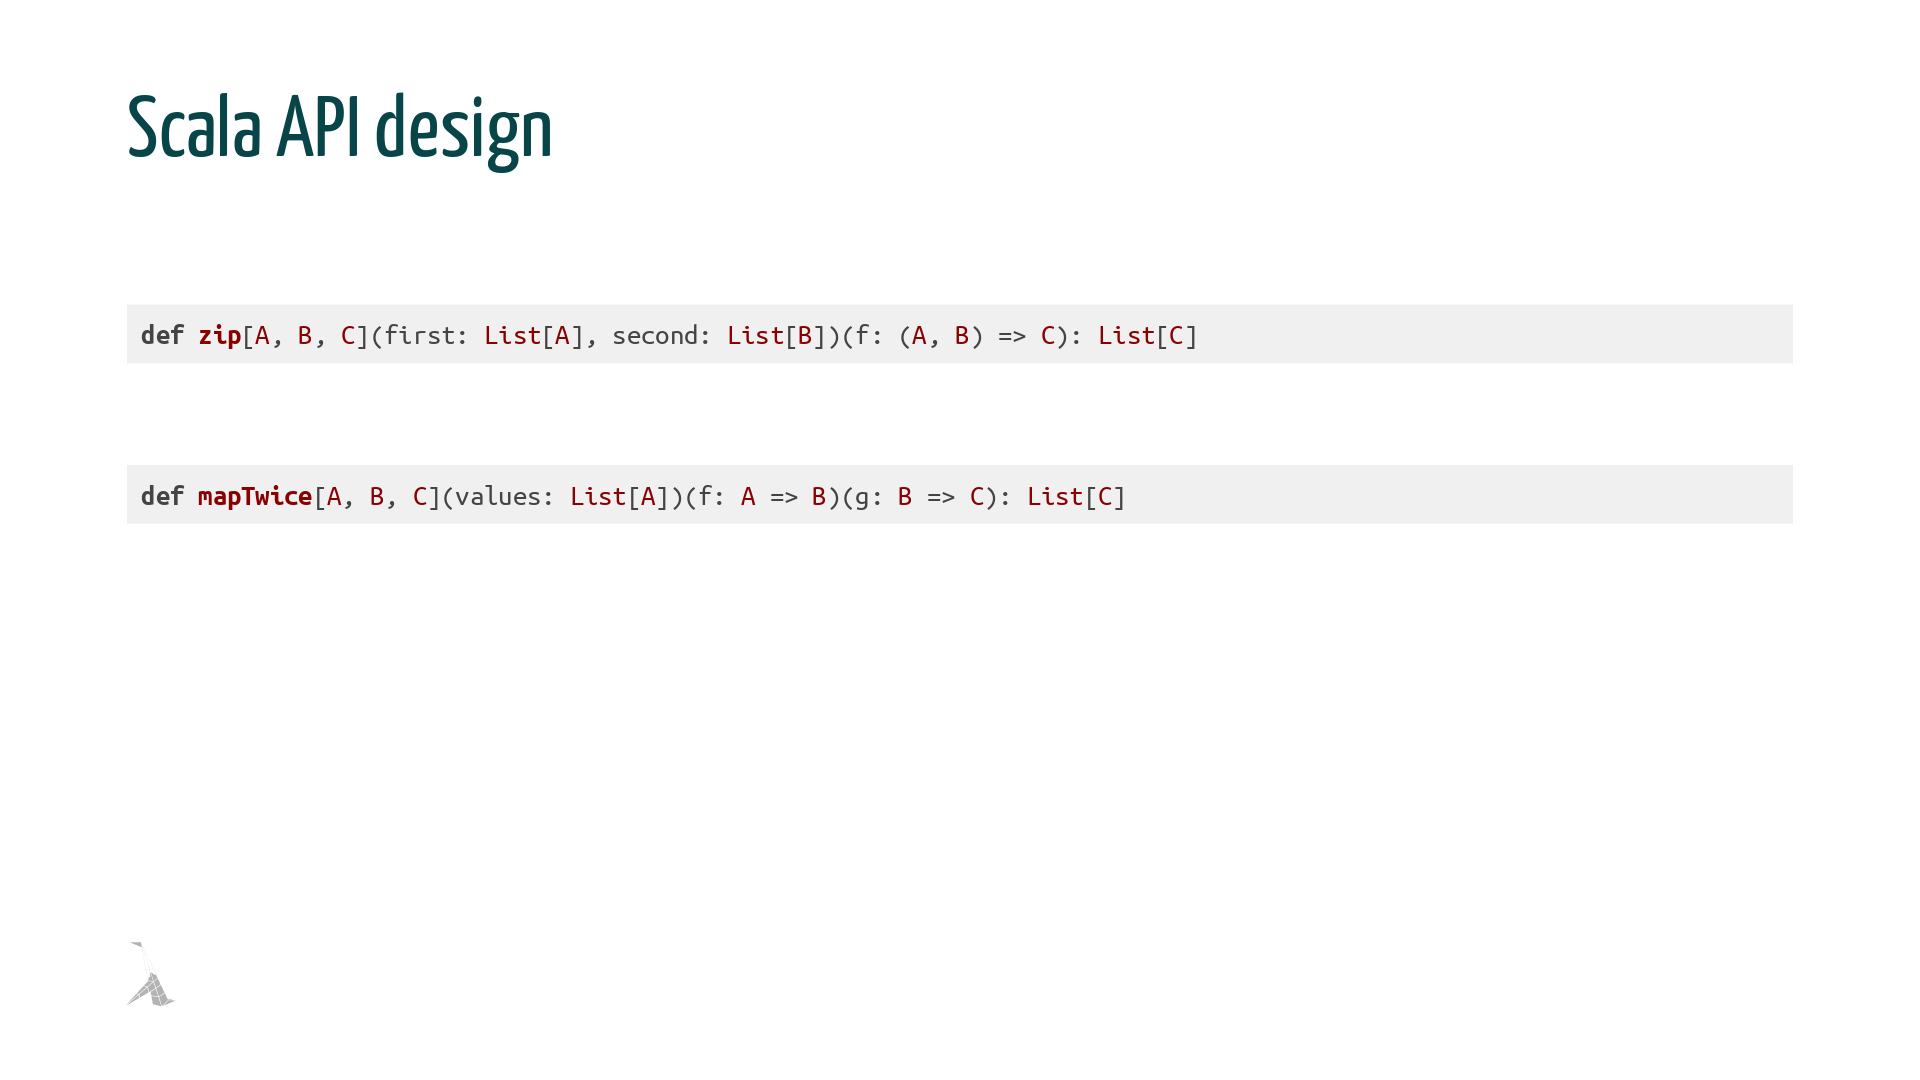 Scala API design
def zip[A, B, C](first: List[A], second: List[B])(f: (A, B) => C): List[C]
def mapTwice[A, B, C](values: List[A])(f: A => B)(g: B => C): List[C]